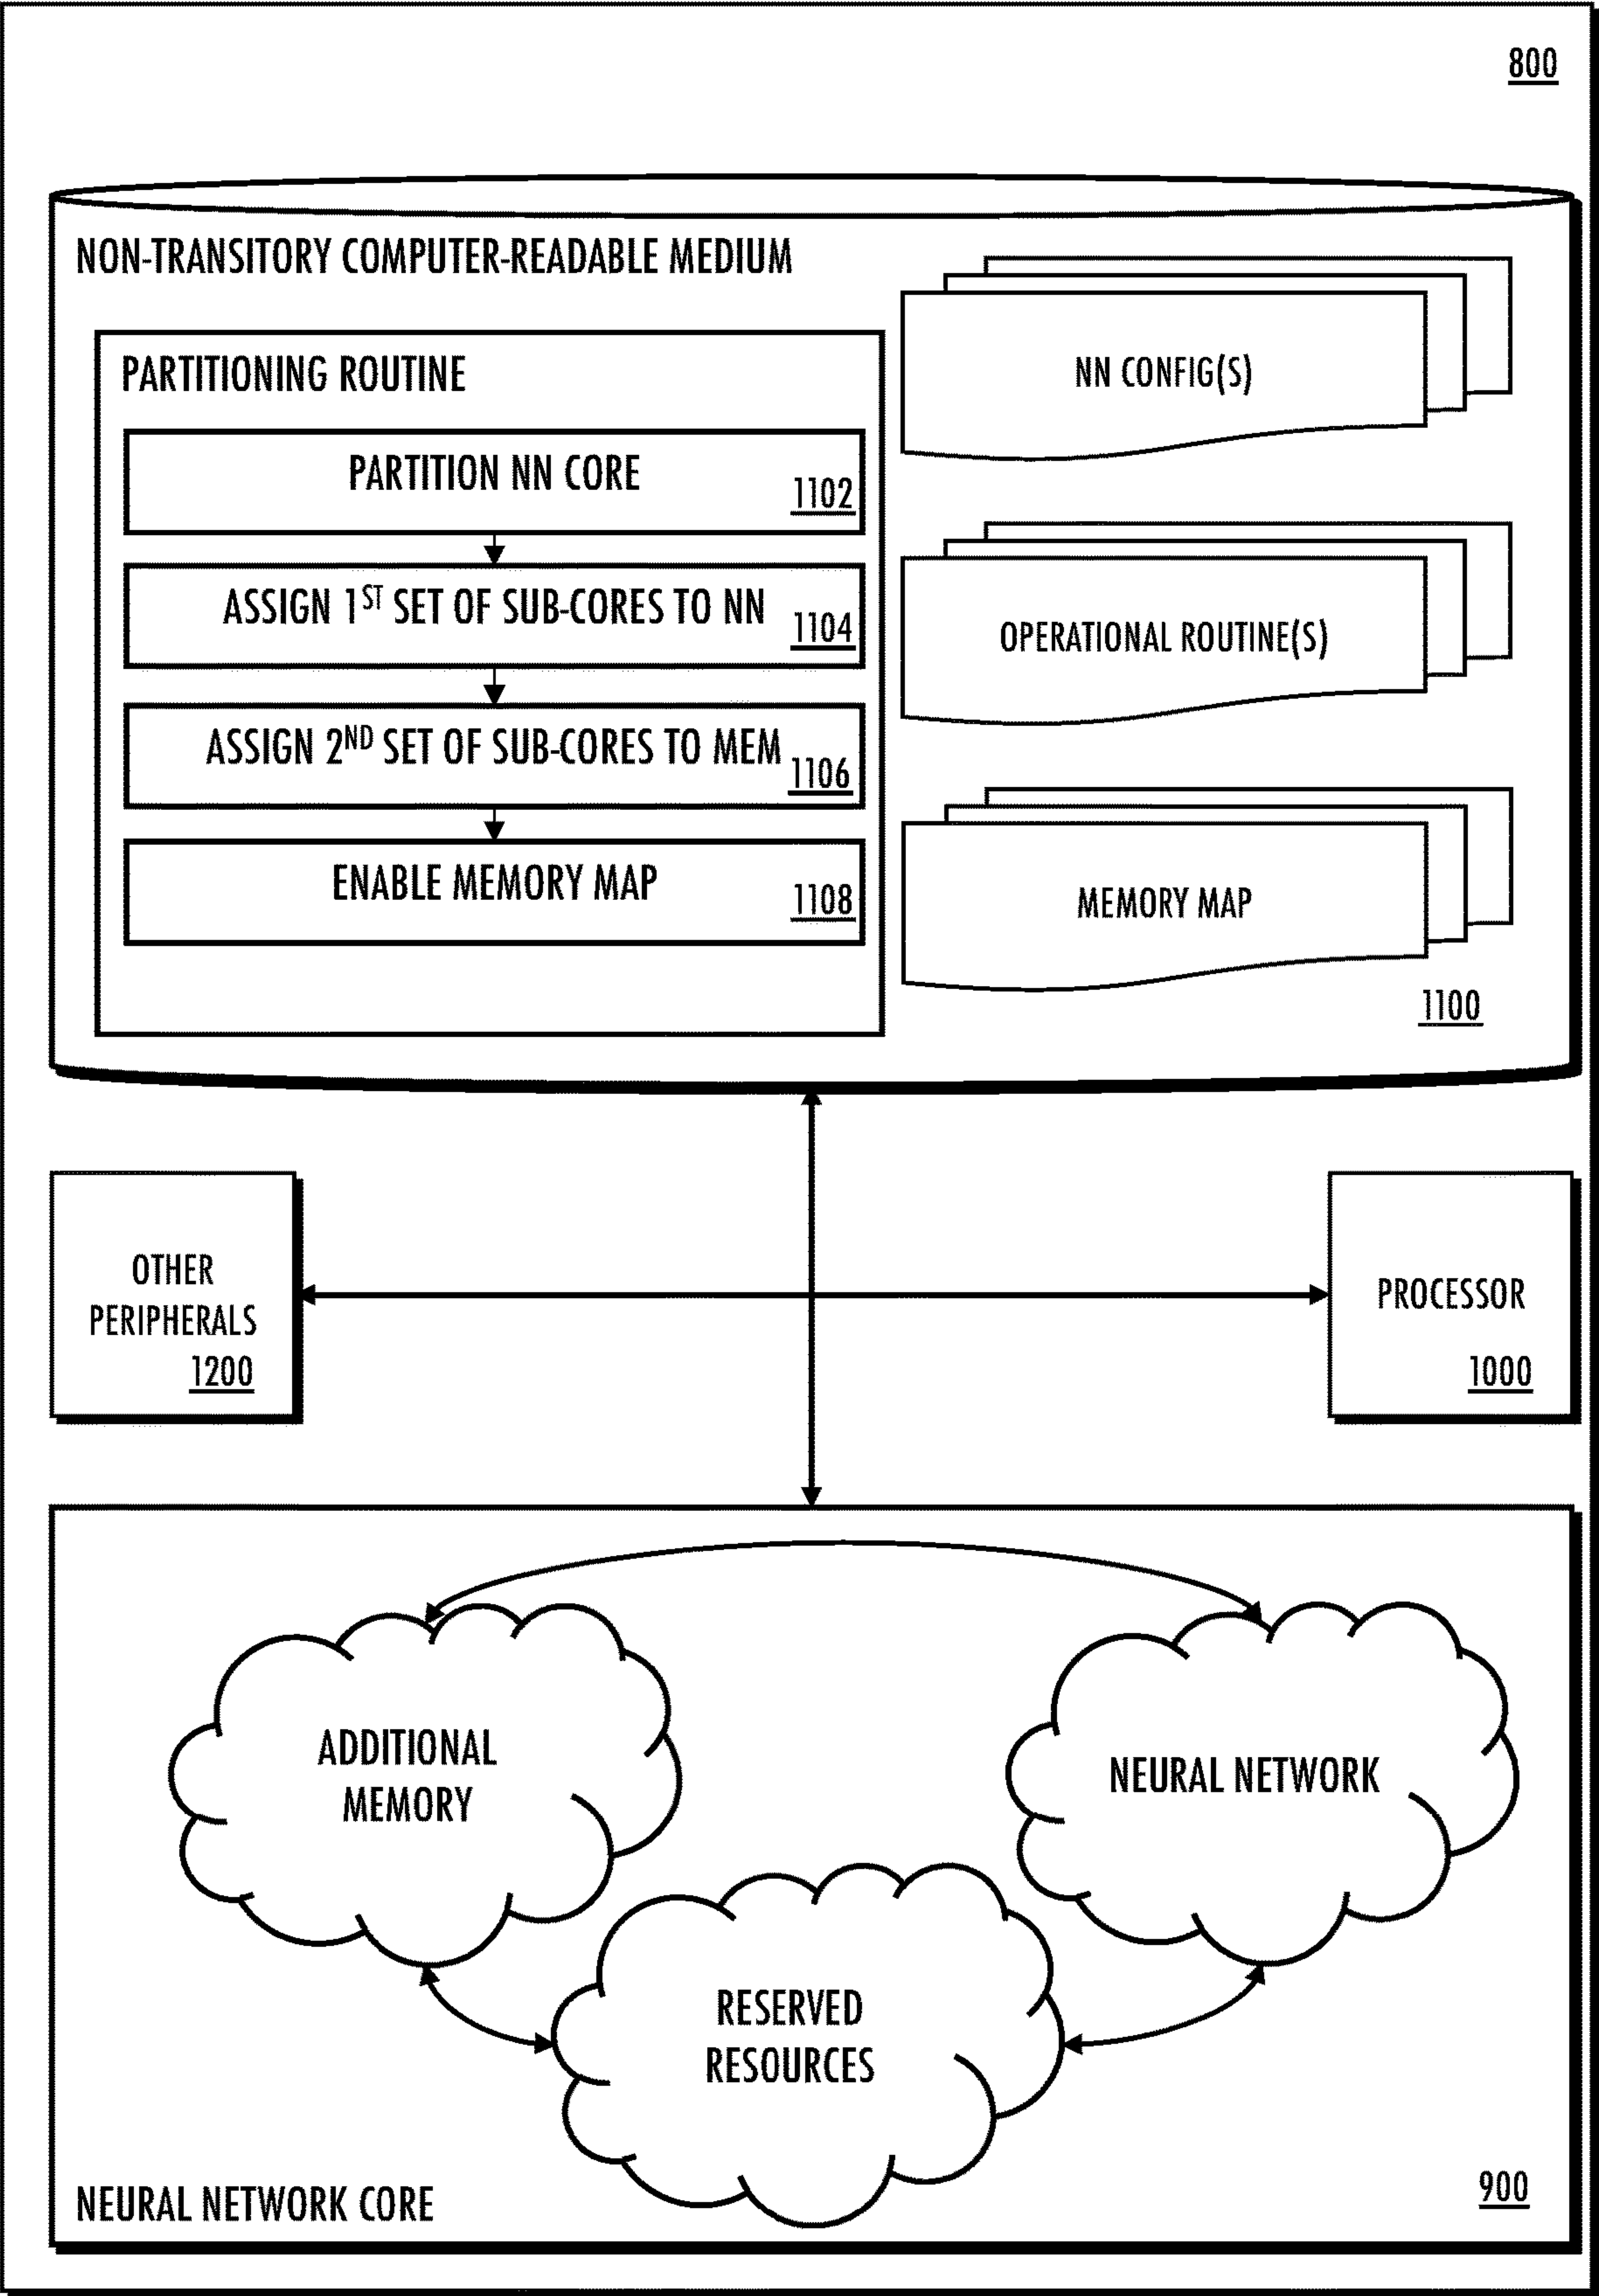 800
NON-TRANSITORY COMPUTER-READABLE MEDIUM
PARTITIONING ROUTINE
PARTITION NN CORE
1102
ASSIGN 1ST SET OF SUB-CORES TO NN
1104
ASSIGN 2ND SET OF SUB-CORES TO MEM
1106
ENABLE MEMORY MAP
1108
NN CONFIG(S)
OPERATIONAL ROUTINE(S)
MEMORY MAP
1100
OTHER
PERIPHERALS
1200
PROCESSOR
1000
ADDITIONAL
MEMORY
NEURAL NETWORK
RESERVED
RESOURCES
NEURAL NETWORK CORE
900